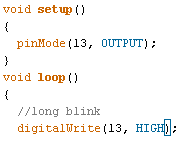 void setup()
{
pinMode(13, OUTPUT);
}
void loop()
{
//long blink
digitalWrite(13, HIGH);